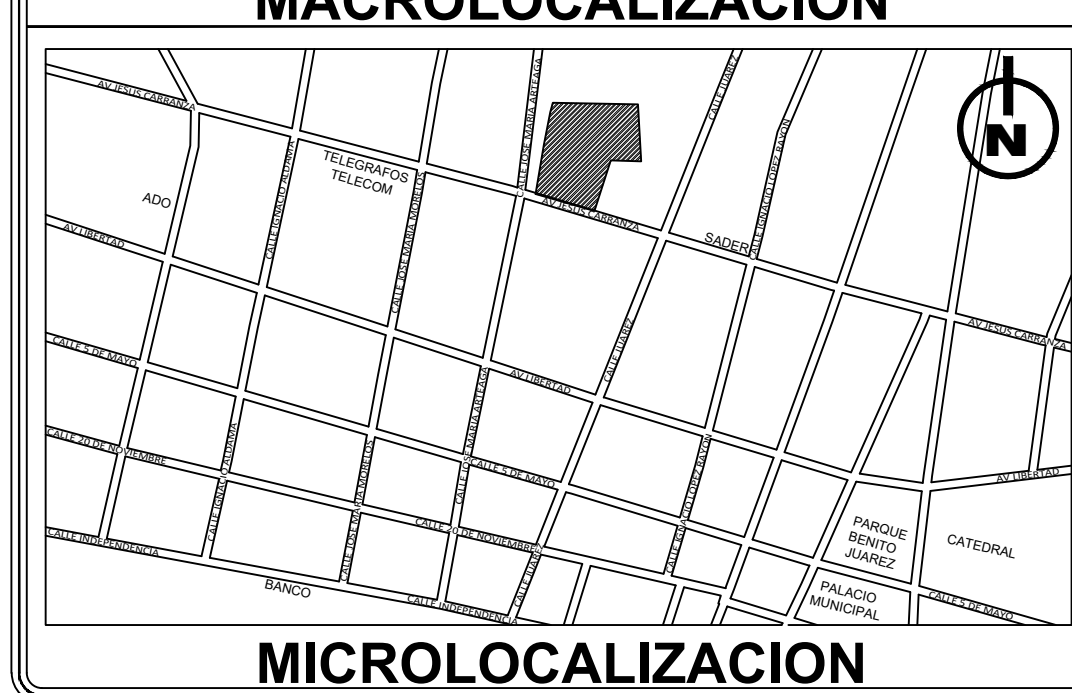 MACROLOCALIZACION
AV JESUS CARRANZA
CALLE JOSE MARIA ARTEAGA
CALLE JUAREZ
CALLE IGNACIO LOPEZ RAYON
N
CALLE IGNACIO ALDAMA
TELEGRAFOS
TELECOM
CALLE JOSE MARIA MORELOS
ADO
AV JESUS CARRANZA
SADER
AV LIBERTAD
AV JESUS CARRANZA
CALLE JUAREZ
CALLE 5 DE MAYO
AV LIBERTAD
CALLE JOSE MARIA ARTEAGA
CALLE 20 DE NOVIEMBRE
CALLE IGNACIO ALDAMA
CALLE JOSE MARIA MORELOS
CALLE 5 DE MAYO
CALLE IGNACIO LOPEZ RAYON
AV LIBERTAD
CALLE 20 DE NOVIEMBRE
PARQUE
BENITO
JUAREZ
CATEDRAL
CALLE INDEPENDENCIA
CALLE JUAREZ
BANCO
PALACIO
MUNICIPAL
CALLE INDEPENDENCIA
CALLE 5 DE MAYO
MICROLOCALIZACION